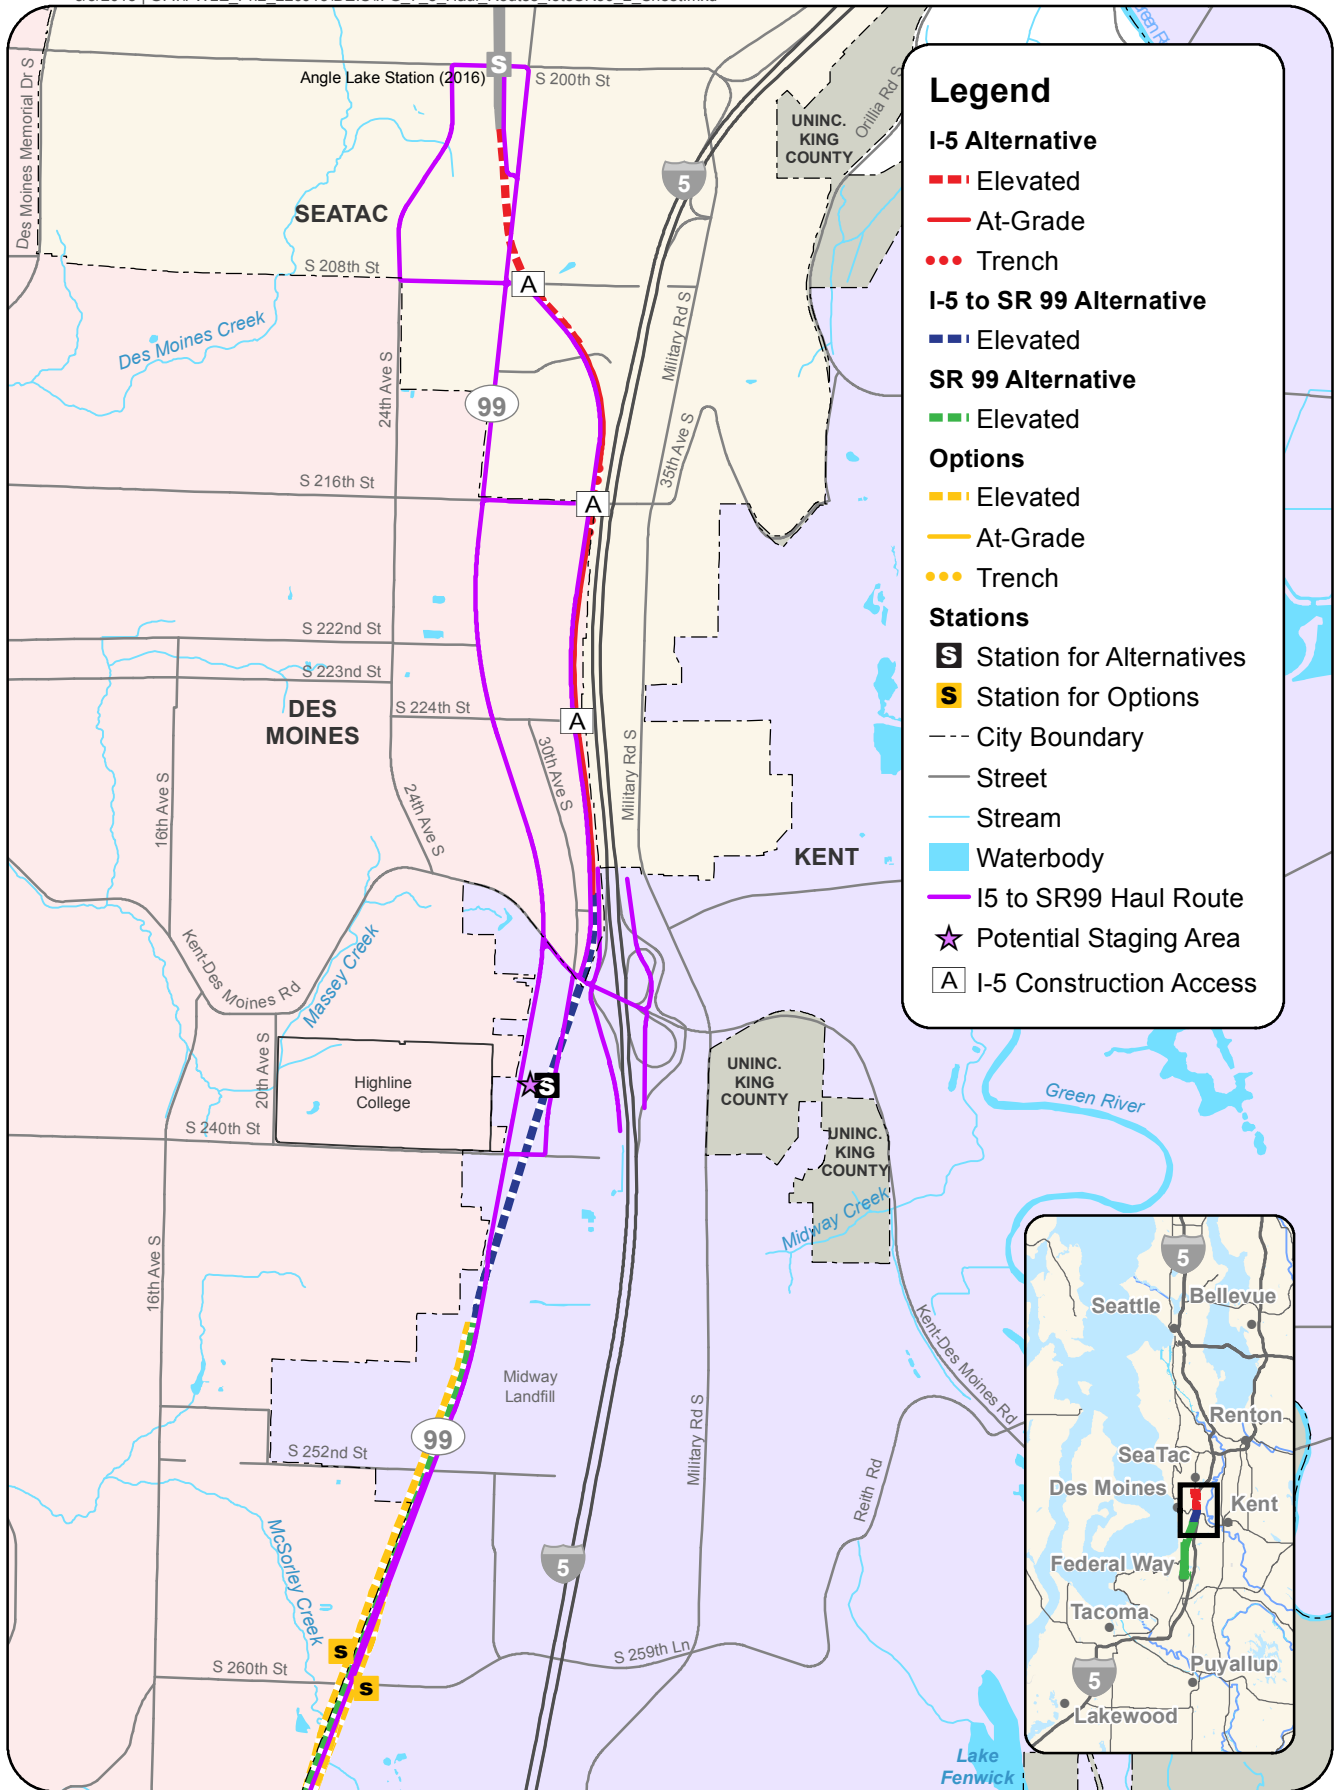 S
Angle Lake Station (2016)
S 200th St
Des Moines Memorial Dr S
UNINC.
KING
COUNTY
Orillia Rd S
5
SEATAC
S 208th St
A
Des Moines Creek
24th Ave S
Military Rd S
99
35th Ave S
S 216th St
A
S 222nd St
S 223rd St
DES
MOINES
S 224th St
A
30th Ave S
Military Rd S
16th Ave S
24th Ave S
KENT
Kent-Des Moines Rd
Massey Creek
20th Ave S
Highline
College
S
UNINC.
KING
COUNTY
Green River
S 240th St
UNINC.
KING
COUNTY
Midway Creek
16th Ave S
Kent-Des Moines Rd
Midway
Landfill
99
S 252nd St
Military Rd S
Reith Rd
McSorley Creek
5
S
S 260th St
S
S 259th Ln
Lake
Fenwick
Legend
I-5 Alternative
Elevated
At-Grade
Trench
I-5 to SR 99 Alternative
Elevated
SR 99 Alternative
Elevated
Options
Elevated
At-Grade
Trench
Stations
S Station for Alternatives
S Station for Options
City Boundary
Street
Stream
Waterbody
I5 to SR99 Haul Route
Potential Staging Area
A I-5 Construction Access
5
Seattle
Bellevue
Renton
SeaTac
Des Moines
Kent
Federal Way
Tacoma
Puyallup
5
Lakewood